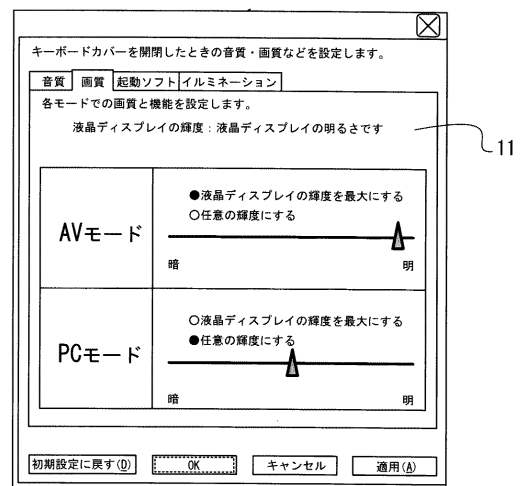 キーボードカバーを開閉したときの音質・画質などを設定します。
音質 画質 起動ソフト イルミネーション
各モードでの画質と機能を設定します。
液晶ディスプレイの輝度：液晶ディスプレイの明るさです
11
AVモード
●液晶ディスプレイの輝度を最大にする
○任意の輝度にする
暗 明
PCモード
○液晶ディスプレイの輝度を最大にする
●任意の輝度にする
暗 明
初期設定に戻す(D) OK キャンセル 適用(A)